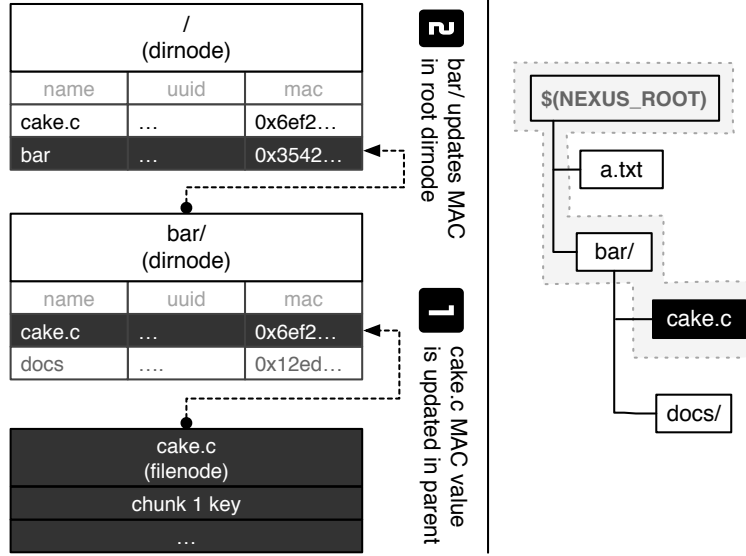 /
(dirnode)
name uuid mac
cake.c … 0x6ef2…
bar … 0x3542…
bar/
(dirnode)
name uuid mac
cake.c … 0x6ef2…
docs .... 0x12ed…
cake.c
(filenode)
chunk 1 key
…
2
bar/ updates MAC
in root dirnode
1
cake.c MAC value
is updated in parent
$(NEXUS_ROOT)
a.txt
bar/
cake.c
docs/